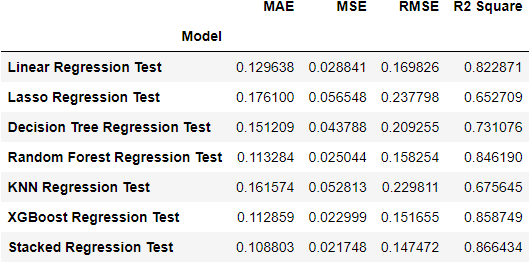 MAE MSE RMSE R2 Square
Model
Linear Regression Test 0.129638 0.028841 0.169826 0.822871
Lasso Regression Test 0.176100 0.056548 0.237798 0.652709
Decision Tree Regression Test 0.151209 0.043788 0.209255 0.731076
Random Forest Regression Test 0.113284 0.025044 0.158254 0.846190
KNN Regression Test 0.161574 0.052813 0.229811 0.675645
XGBoost Regression Test 0.112859 0.022999 0.151655 0.858749
Stacked Regression Test 0.108803 0.021748 0.147472 0.866434